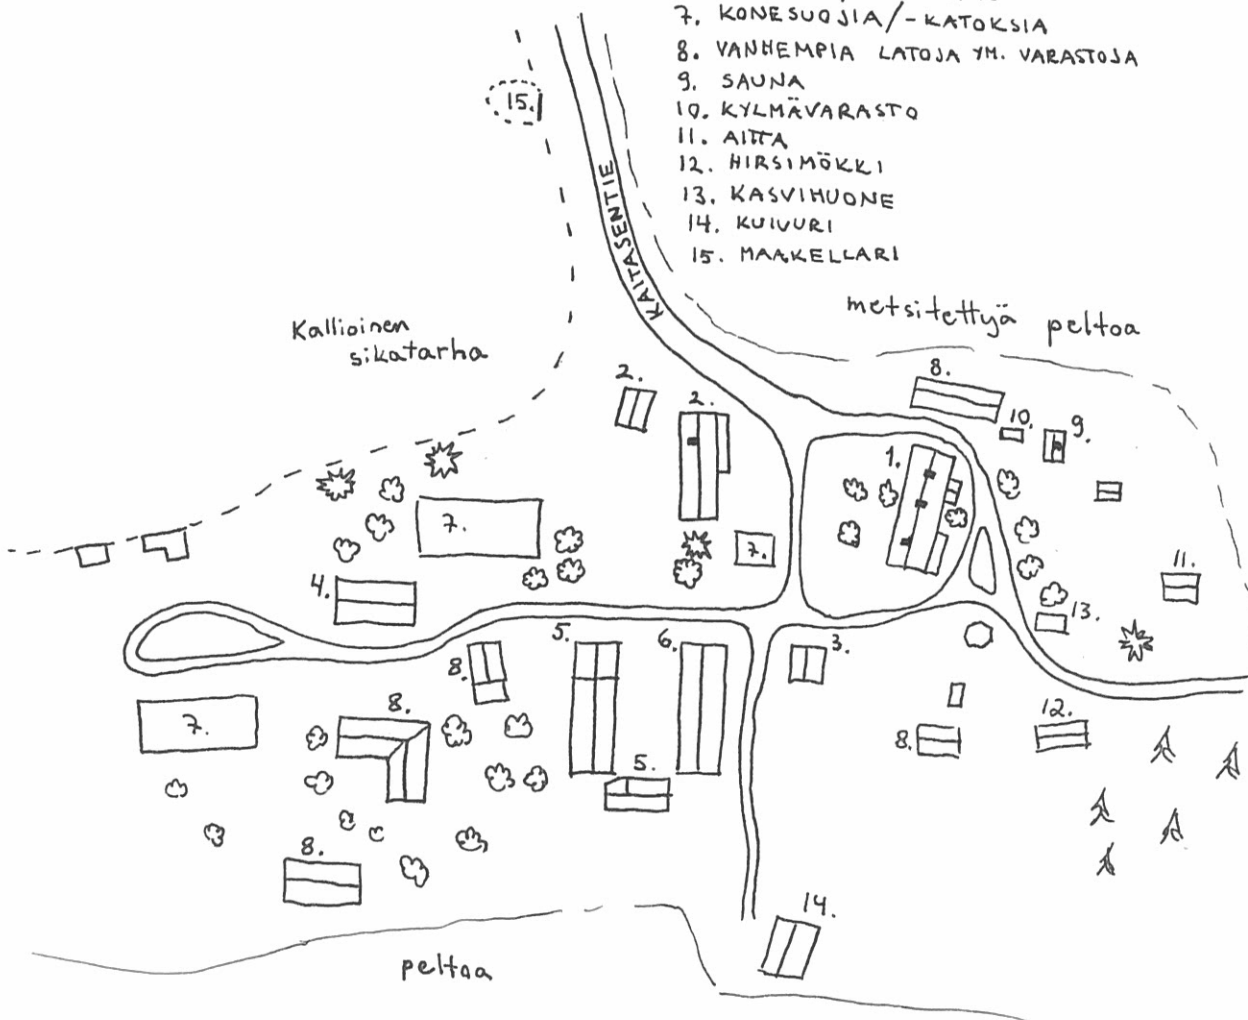 7. KONESUOJIA/-KATOKSIA
8. VANHEMPIA LATOJA YM. VARASTOJA
9. SAUNA
10. KYLMÄVARASTO
11. AITTA
12. HIRSIMÖKKI
13. KASVIHUONE
14. KUIVURI
15. MAAKELLARI
15.
KAITASENTIE
metsitettyä peltoa
Kallioinen
sikatarha
2.
2.
8.
10.
9.
1.
7.
7.
4.
11.
13.
5.
6.
3.
8.
7.
8.
8.
12.
5.
8.
14.
peltoa